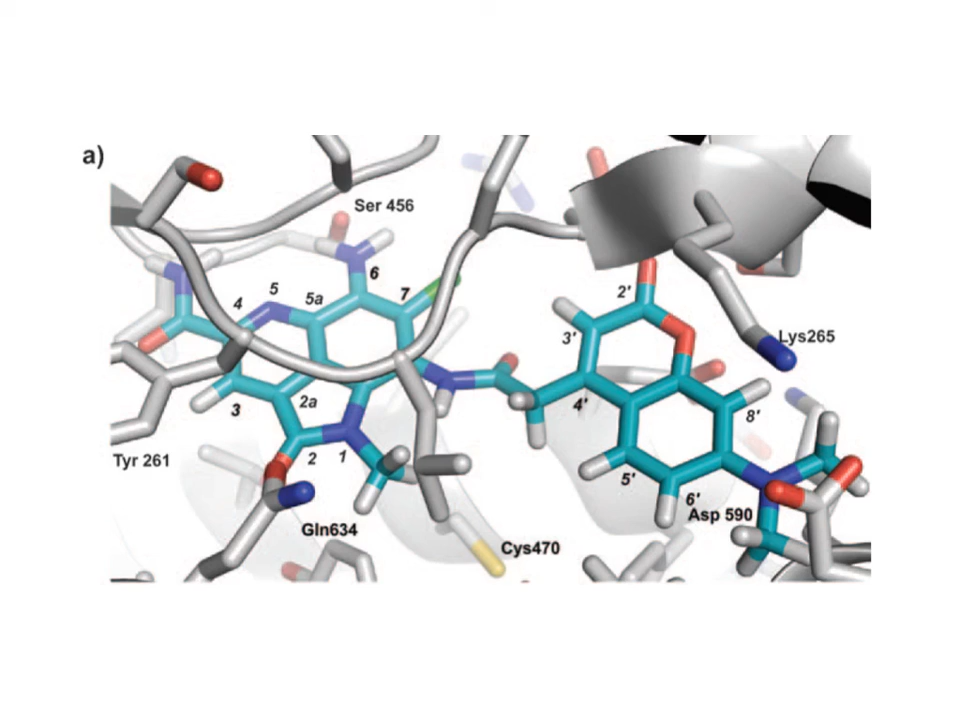 a)
Ser 456
6
5
4
5a
7
2'
3'
Lys265
3
2a
4'
8'
Tyr 261
2
1
5'
6'
Asp 590
Gln634
Cys470